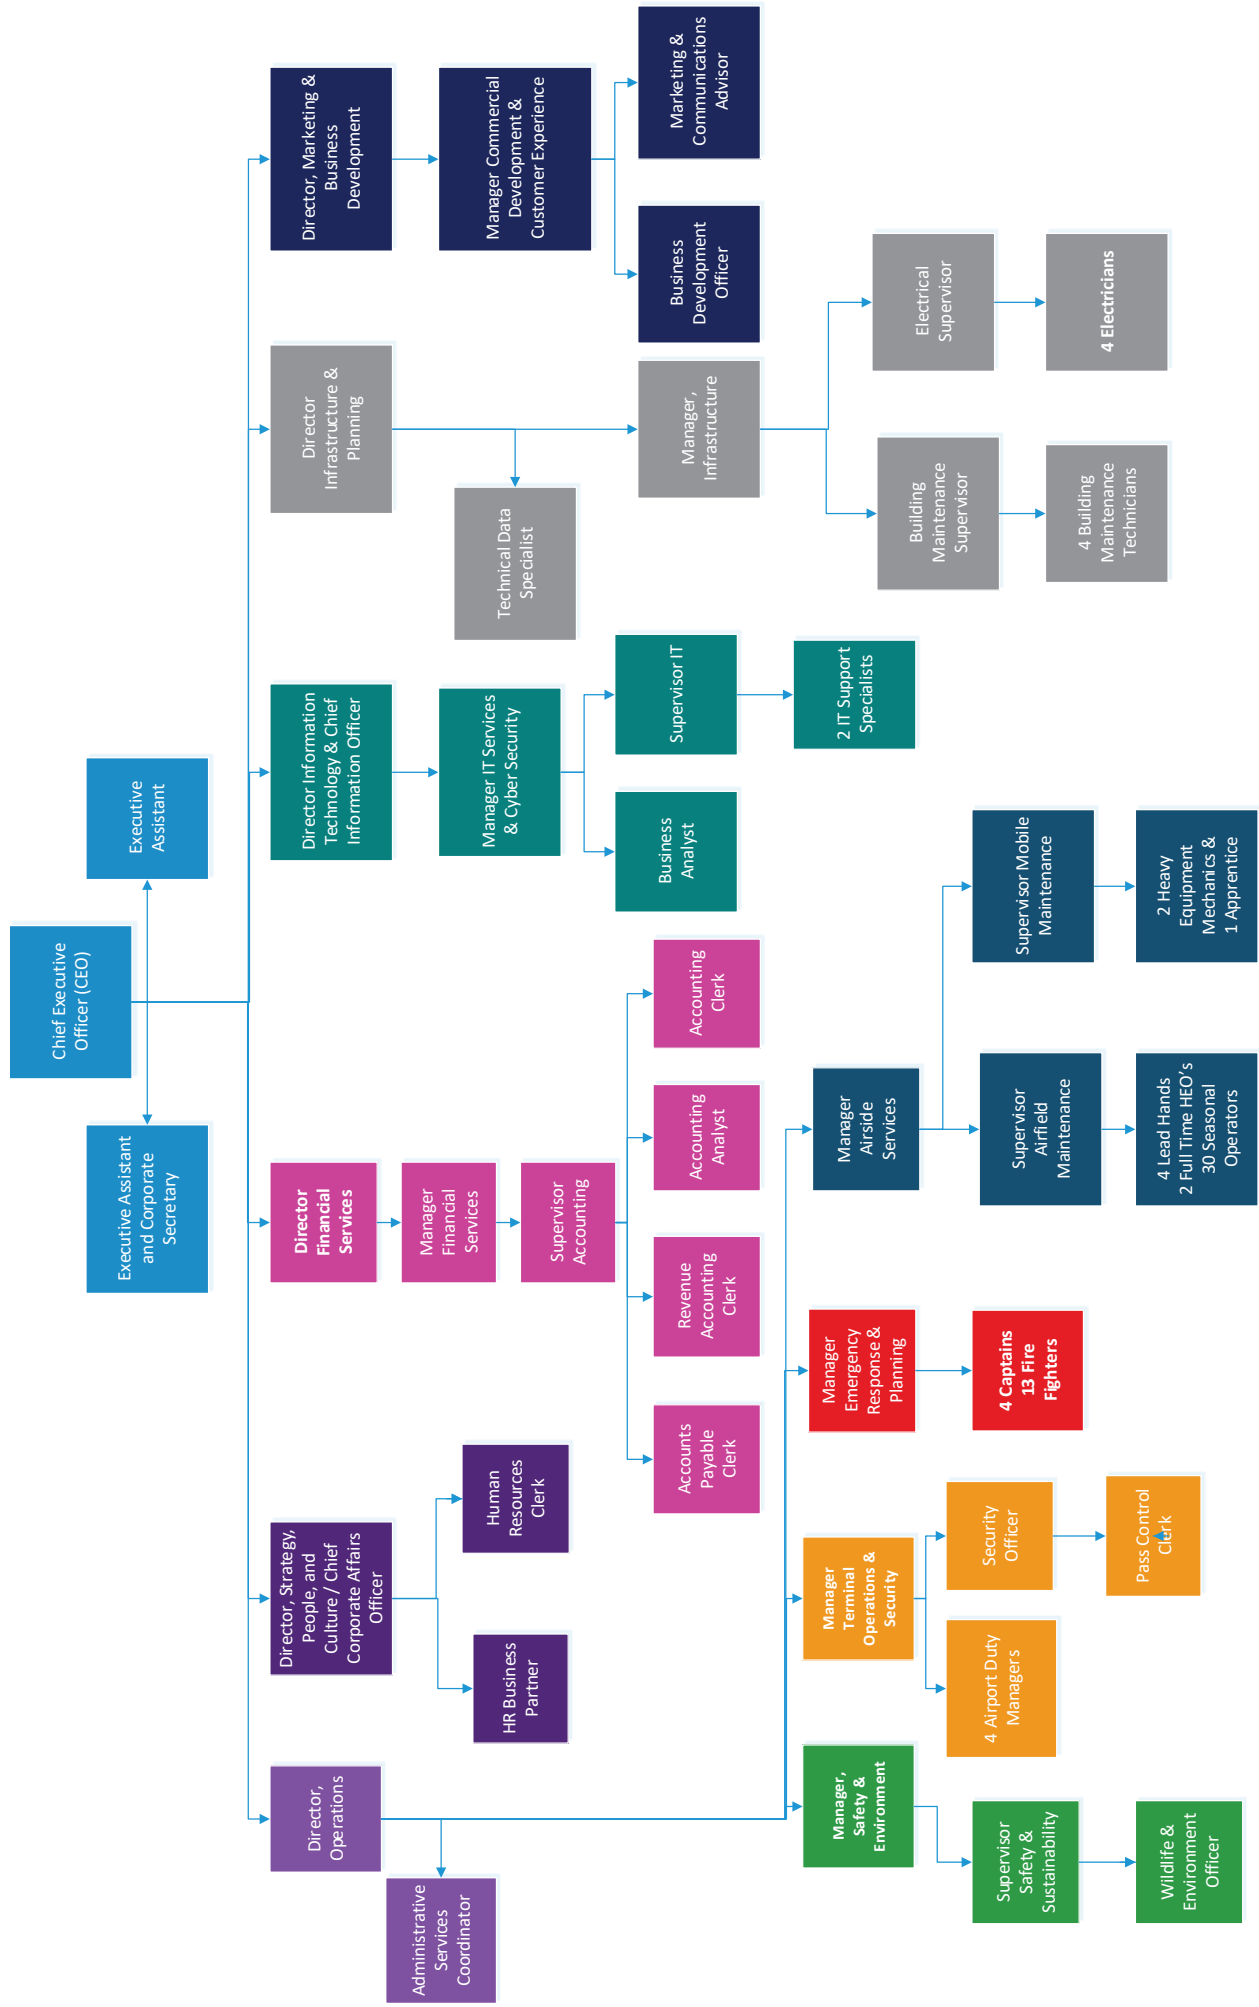 Chief Executive
Officer (CEO)
Executive Assistant
and Corporate
Secretary
Executive
Assistant
Director,
Operations
Director, Strategy,
People, and
Culture / Chief
Corporate Affairs
Officer
Director
Financial
Services
Director Information
Technology & Chief
Information Officer
Director
Infrastructure &
Planning
Director, Marketing &
Business
Development
Administrative
Services
Coordinator
HR Business
Partner
Human
Resources
Clerk
Manager
Financial
Services
Supervisor
Accounting
Accounts
Payable
Clerk
Revenue
Accounting
Clerk
Accounting
Analyst
Accounting
Clerk
Manager IT Services
& Cyber Security
Business
Analyst
Supervisor IT
2 IT Support
Specialists
Technical Data
Specialist
Manager,
Infrastructure
Building
Maintenance
Supervisor
4 Building
Maintenance
Technicians
Electrical
Supervisor
4 Electricians
Manager Commercial
Development &
Customer Experience
Business
Development
Officer
Marketing &
Communications
Advisor
Manager,
Safety &
Environment
Supervisor
Safety &
Sustainability
Wildlife &
Environment
Officer
Manager
Terminal
Operations &
Security
4 Airport Duty
Managers
Security
Officer
Pass Control
Clerk
Manager
Emergency
Response &
Planning
4 Captains
13 Fire
Fighters
Manager
Airside
Services
Supervisor
Airfield
Maintenance
4 Lead Hands
2 Full Time HEO's
30 Seasonal
Operators
Supervisor Mobile
Maintenance
2 Heavy
Equipment
Mechanics &
1 Apprentice